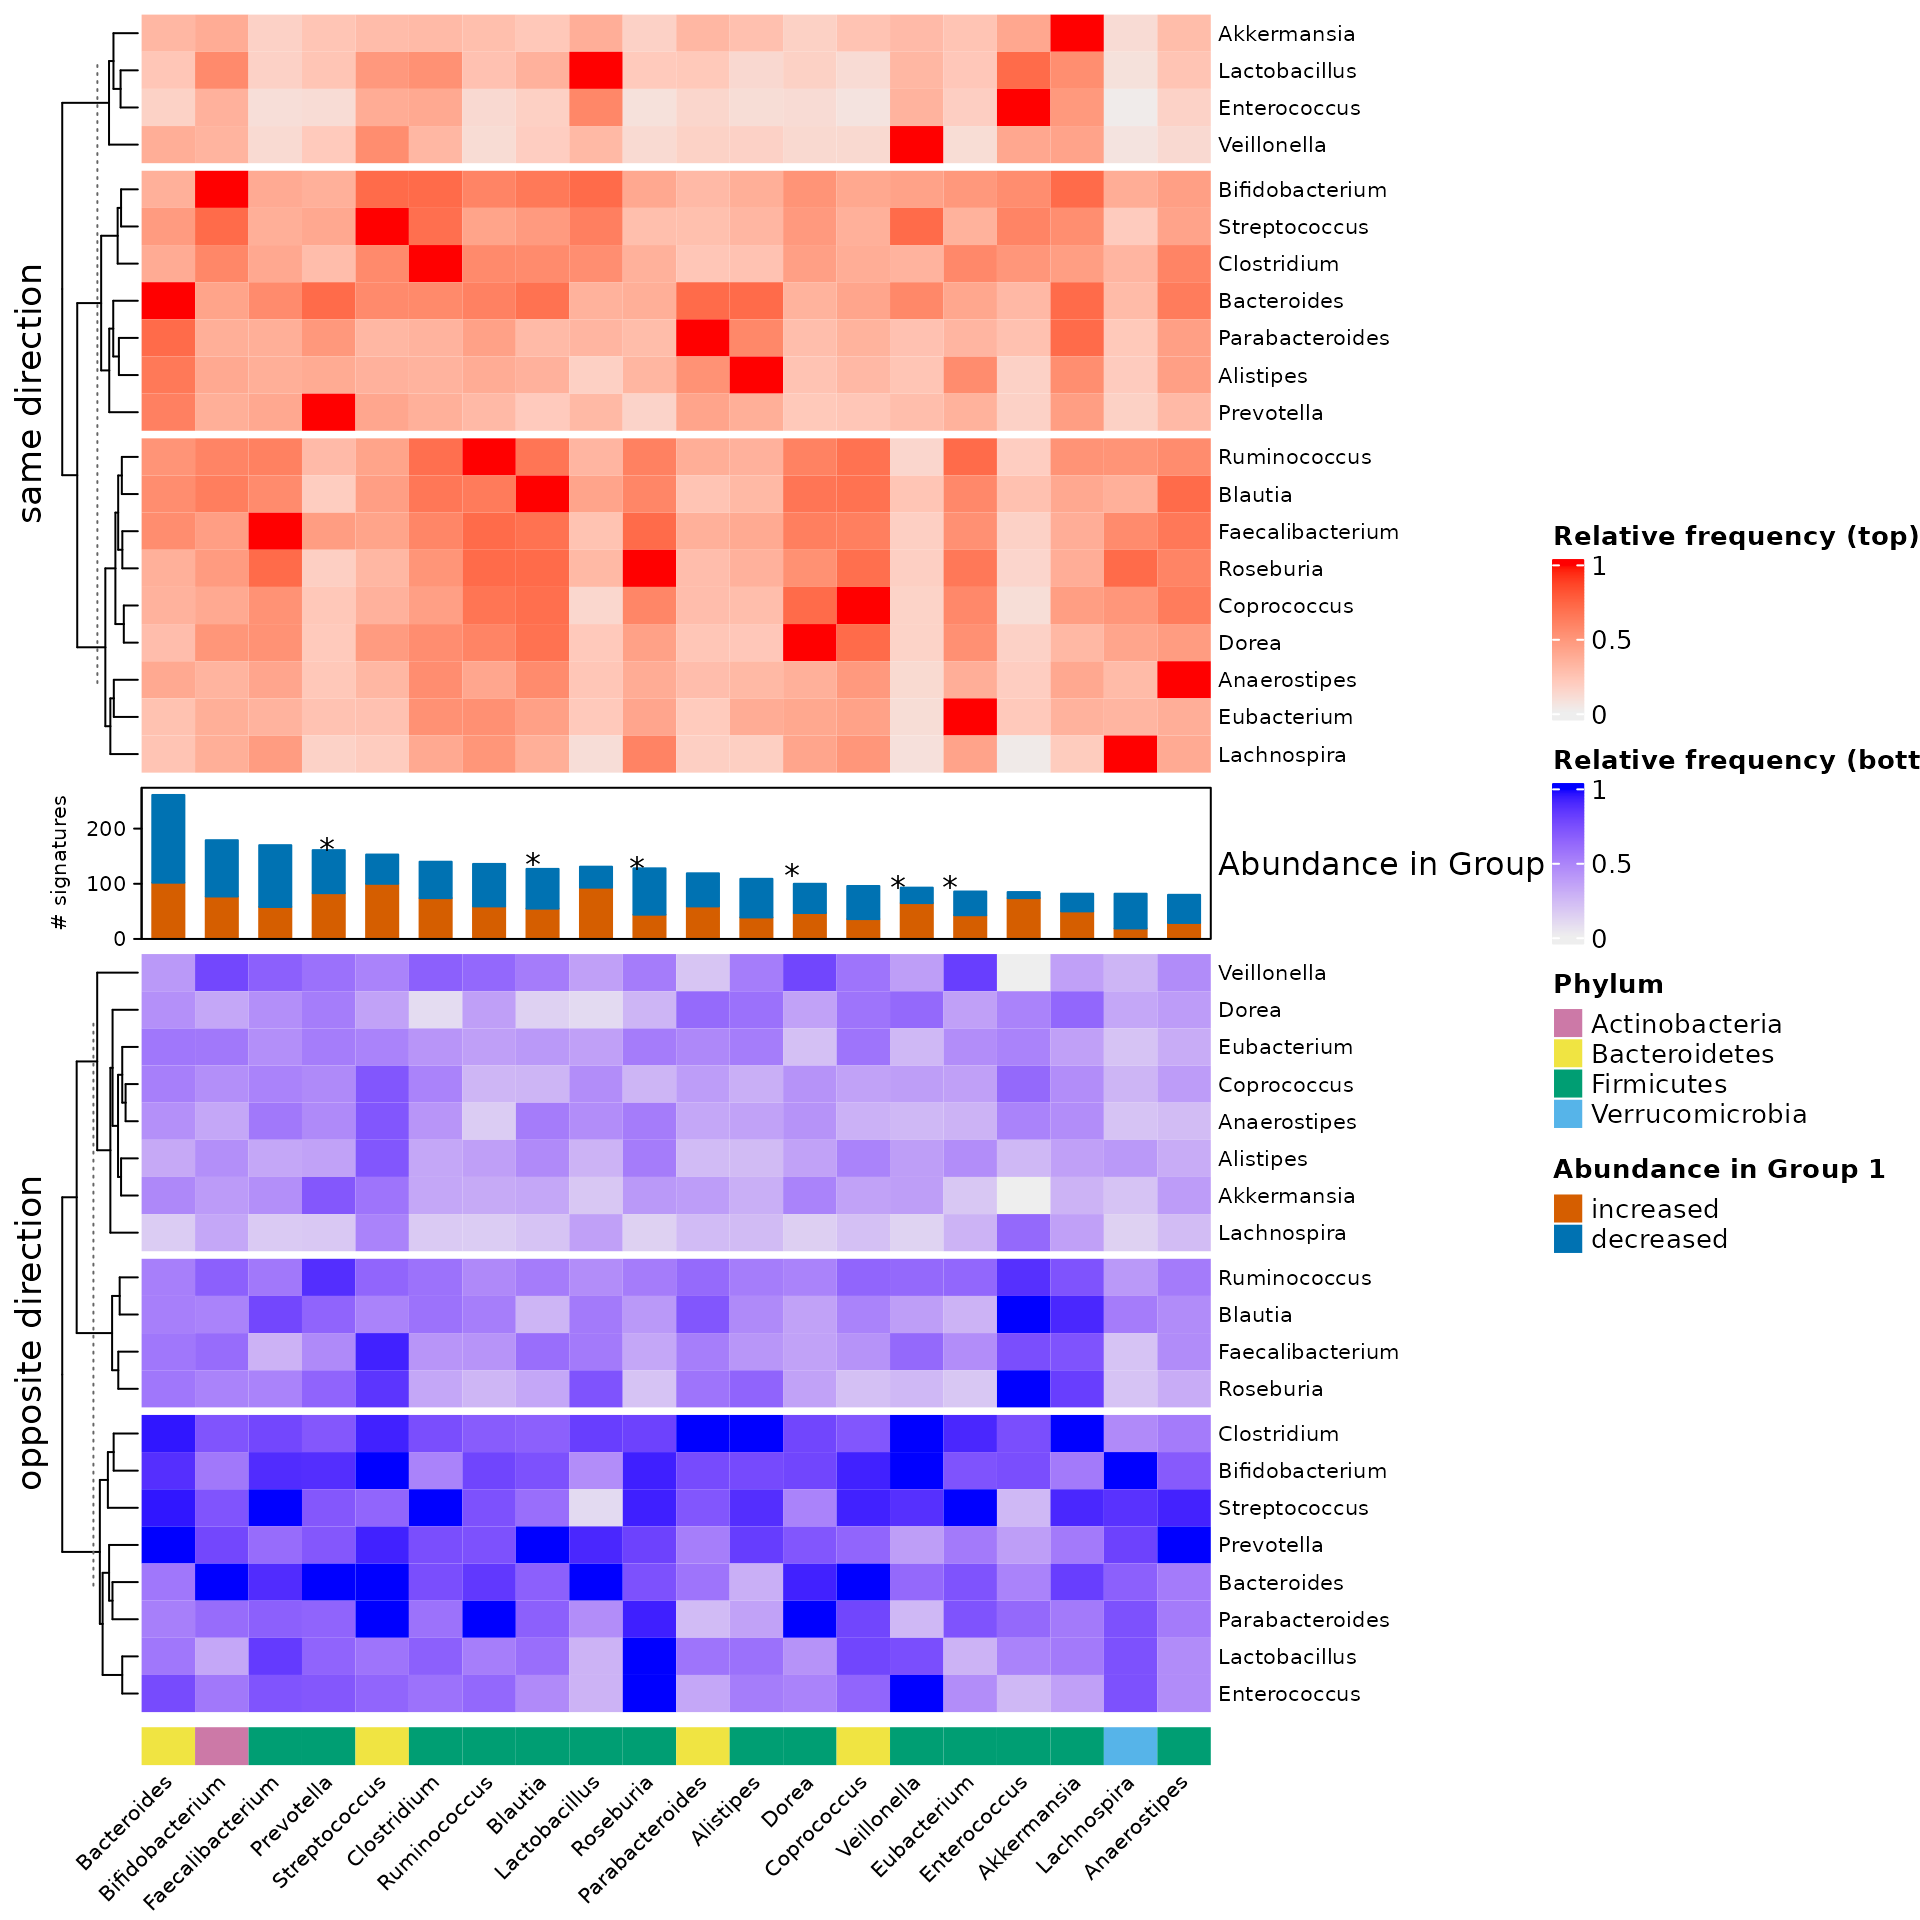 same direction
Akkermansia
Lactobacillus
Enterococcus
Veillonella
Bifidobacterium
Streptococcus
Clostridium
Bacteroides
Parabacteroides
Alistipes
Prevotella
Ruminococcus
Blautia
Faecalibacterium
Roseburia
Coprococcus
Dorea
Anaerostipes
Eubacterium
Lachnospira
# signatures
200
100
0
* * * * * *
Abundance in Group
opposite direction
Veillonella
Dorea
Eubacterium
Coprococcus
Anaerostipes
Alistipes
Akkermansia
Lachnospira
Ruminococcus
Blautia
Faecalibacterium
Roseburia
Clostridium
Bifidobacterium
Streptococcus
Prevotella
Bacteroides
Parabacteroides
Lactobacillus
Enterococcus
Bacteroides
Bifidobacterium
Faecalibacterium
Prevotella
Streptococcus
Clostridium
Ruminococcus
Blautia
Lactobacillus
Roseburia
Parabacteroides
Alistipes
Dorea
Coprococcus
Veillonella
Eubacterium
Enterococcus
Akkermansia
Lachnospira
Anaerostipes
Relative frequency (top)
1
0.5
0
Relative frequency (bott
1
0.5
0
Phylum
Actinobacteria
Bacteroidetes
Firmicutes
Verrucomicrobia
Abundance in Group 1
increased
decreased